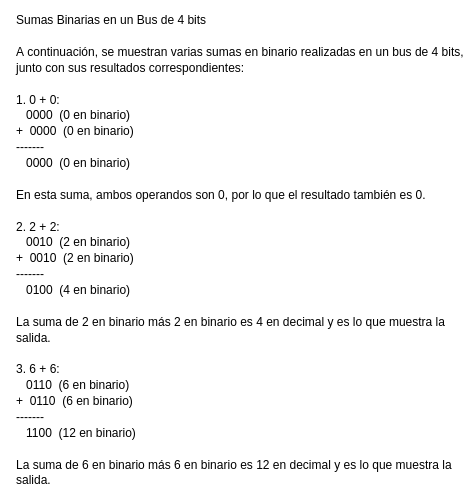 Sumas Binarias en un Bus de 4 bits
A continuación, se muestran varias sumas en binario realizadas en un bus de 4 bits,
junto con sus resultados correspondientes:
1. 0 + 0:
0000 (0 en binario)
+ 0000 (0 en binario)
-------
0000 (0 en binario)
En esta suma, ambos operandos son 0, por lo que el resultado también es 0.
2. 2 + 2:
0010 (2 en binario)
+ 0010 (2 en binario)
-------
0100 (4 en binario)
La suma de 2 en binario más 2 en binario es 4 en decimal y es lo que muestra la
salida.
3. 6 + 6:
0110 (6 en binario)
+ 0110 (6 en binario)
-------
1100 (12 en binario)
La suma de 6 en binario más 6 en binario es 12 en decimal y es lo que muestra la
salida.